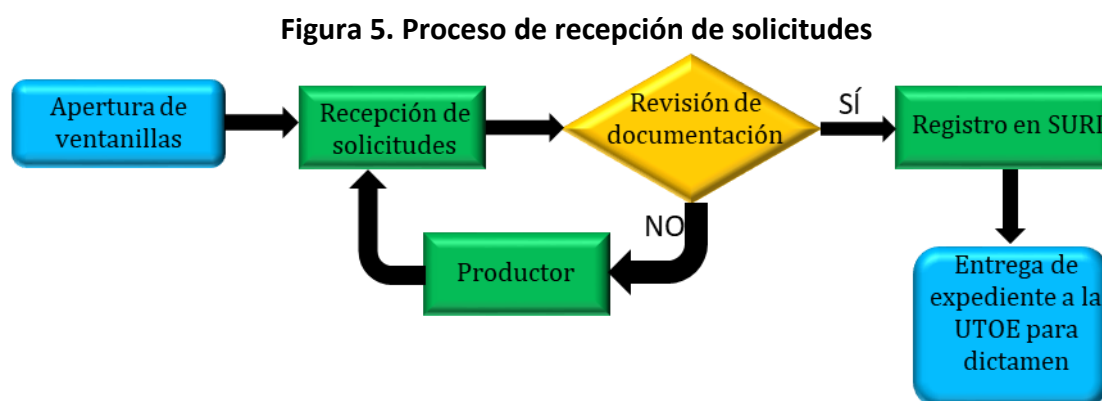 Figura 5. Proceso de recepción de solicitudes
Apertura de
ventanillas
Recepción de
solicitudes
Revisión de
documentación
SÍ
Registro en SURI
NO
Productor
Entrega de
expediente a la
UTOE para
dictamen